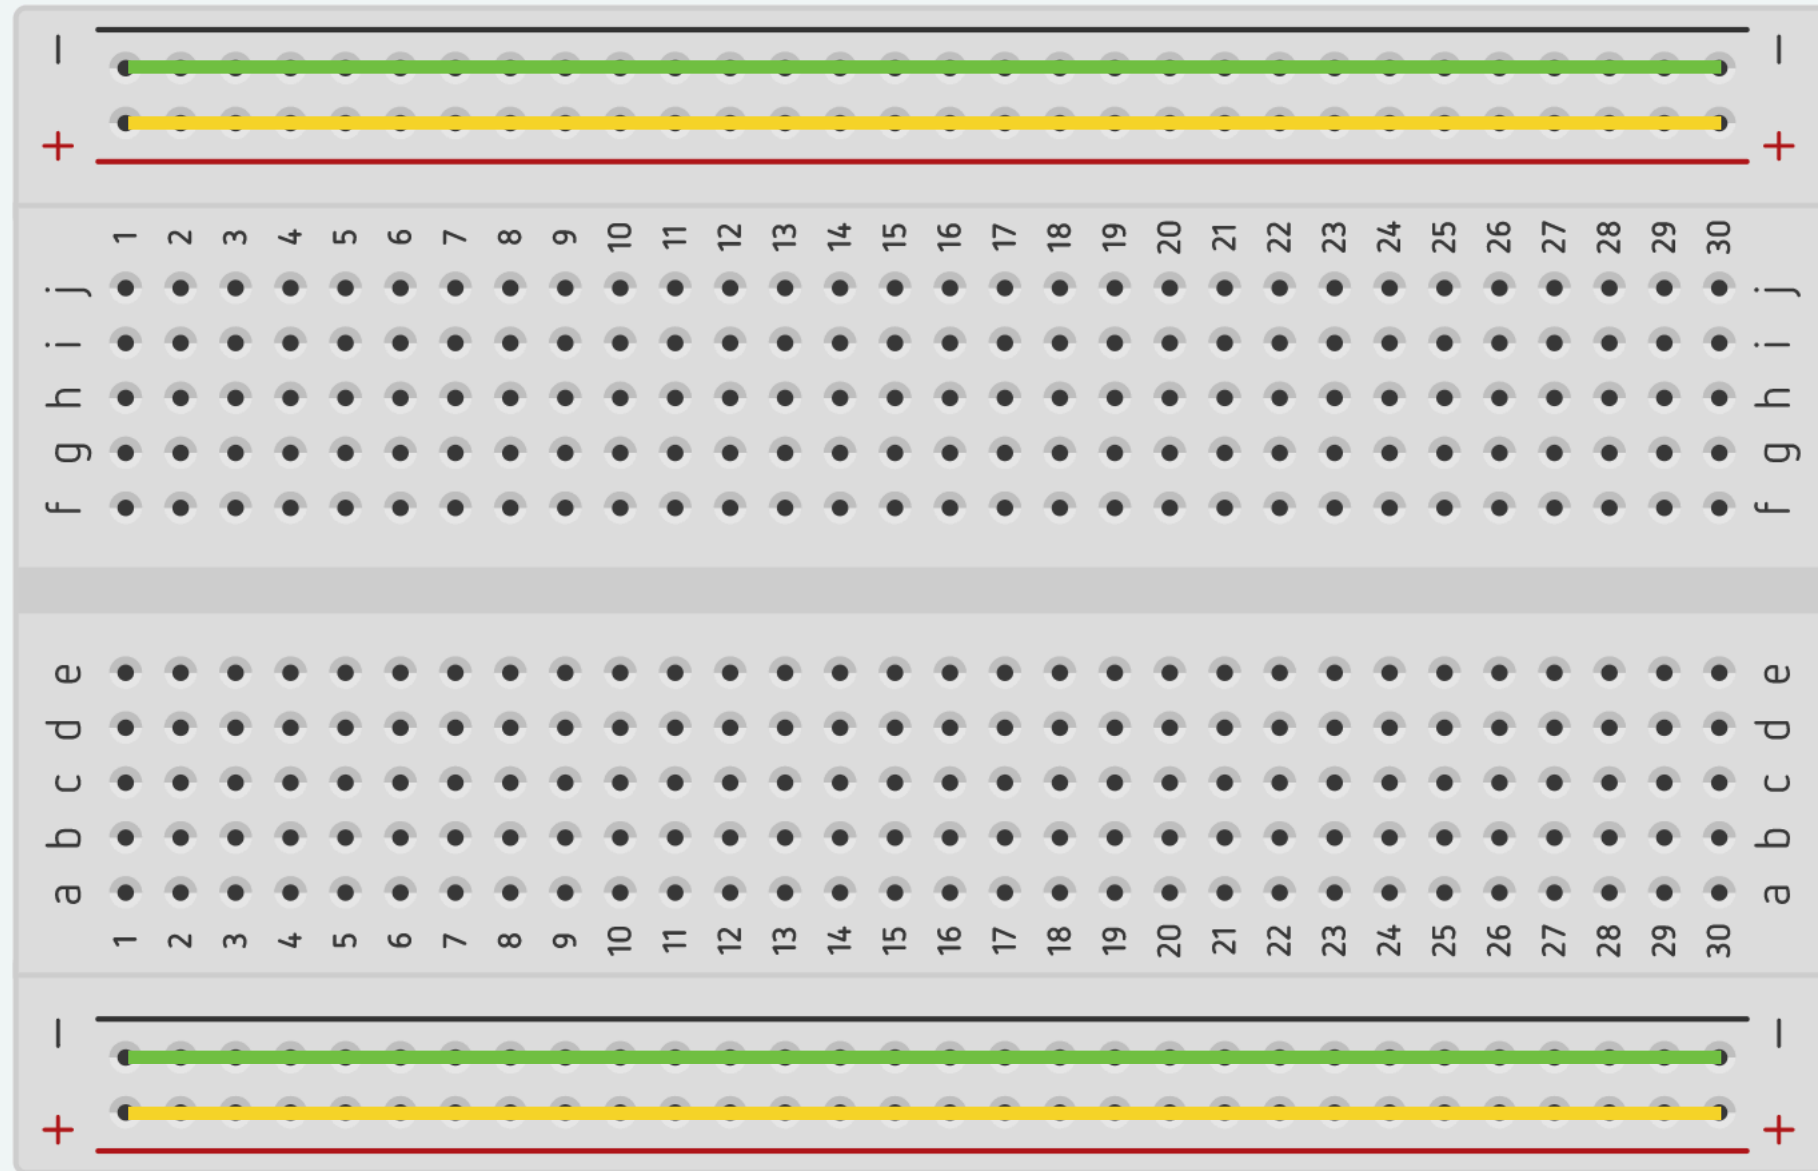 – –
+ +
1 2 3 4 5 6 7 8 9 10 11 12 13 14 15 16 17 18 19 20 21 22 23 24 25 26 27 28 29 30
j j
i i
h h
g g
f f
e e
d d
c c
b b
a a
1 2 3 4 5 6 7 8 9 10 11 12 13 14 15 16 17 18 19 20 21 22 23 24 25 26 27 28 29 30
– –
+ +